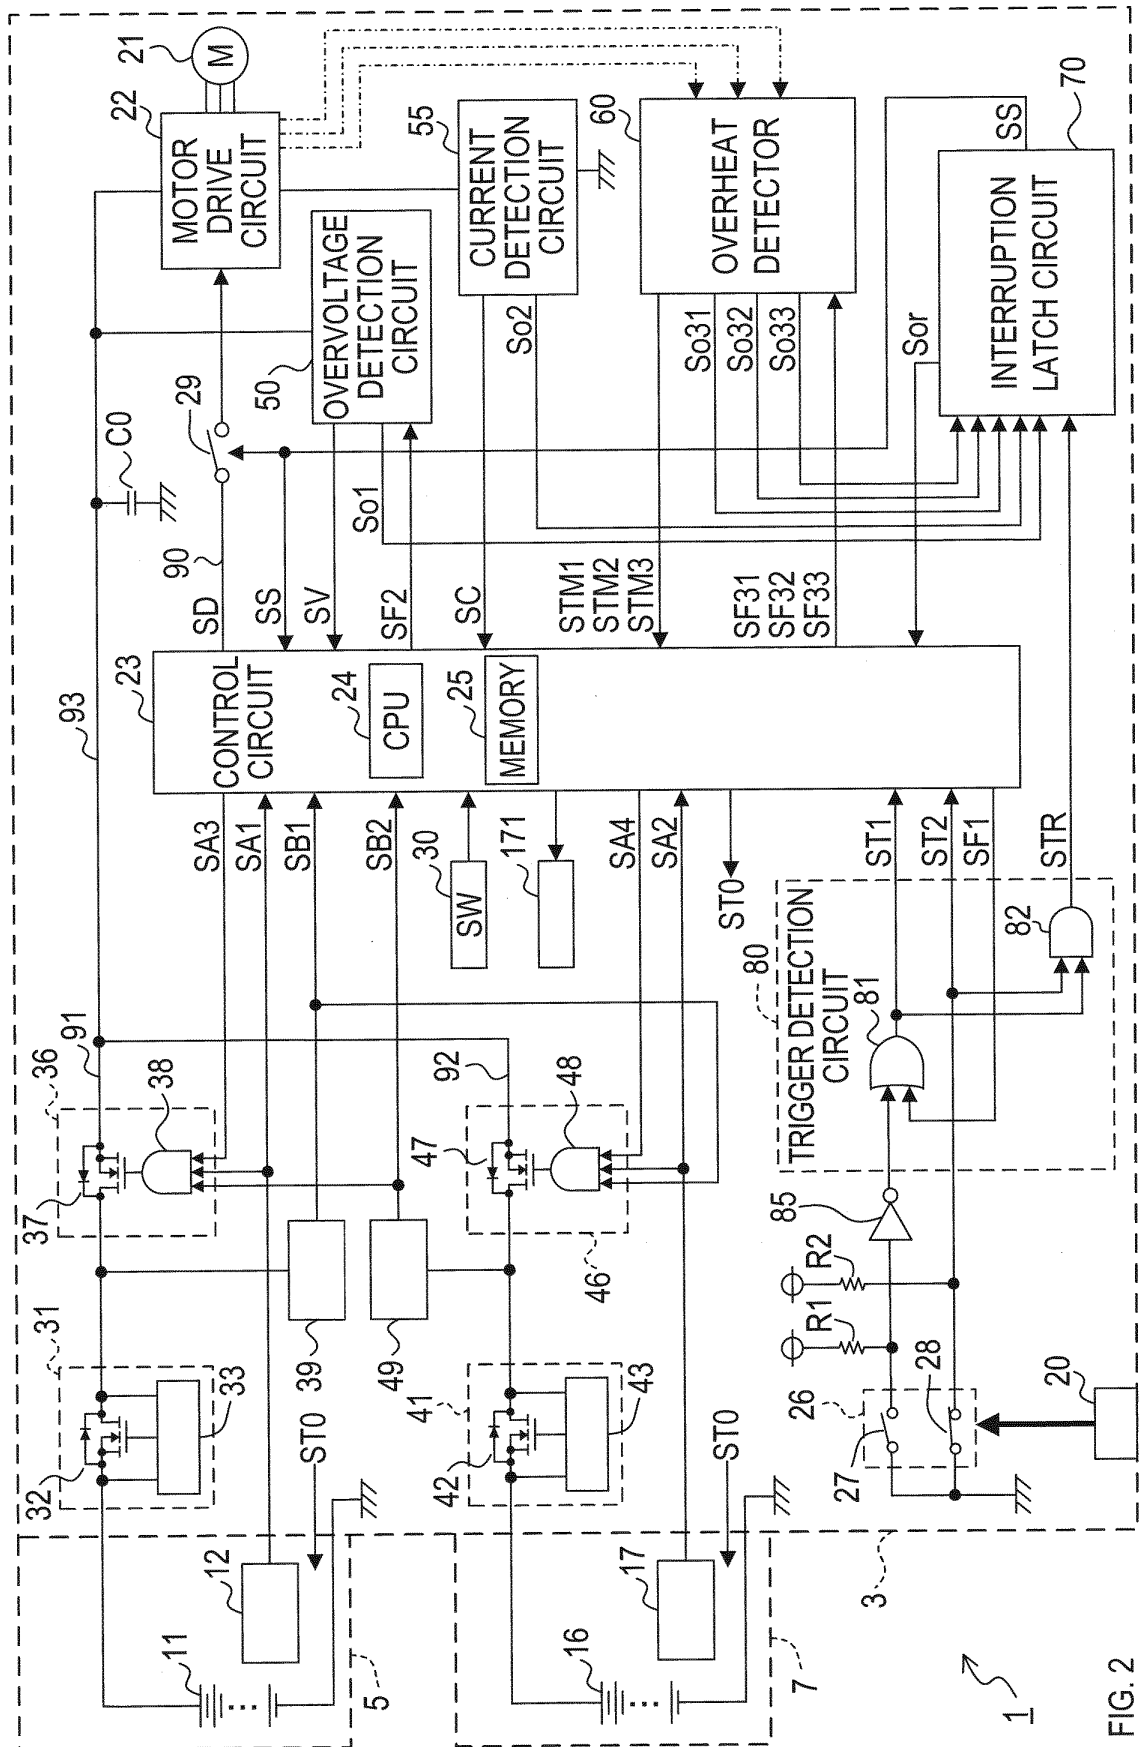 21
M
22
MOTOR
DRIVE
CIRCUIT
50
OVERVOLTAGE
DETECTION
CIRCUIT
55
CURRENT
DETECTION
CIRCUIT
60
OVERHEAT
DETECTOR
70
INTERRUPTION
LATCH CIRCUIT
SS
29
C0
90
93
So1
So2
So31
So32
So33
Sor
SD
SS
SV
SF2
SC
STM1
STM2
STM3
SF31
SF32
SF33
23
CONTROL
CIRCUIT
24
CPU
25
MEMORY
SA3
SA1
SB1
SB2
30
SW
171
SA4
SA2
ST0
ST1
ST2
SF1
STR
80
TRIGGER DETECTION
CIRCUIT
81
82
91
36
38
37
92
47
48
46
85
R2
R1
31
32
33
39
49
41
42
43
26
27
28
20
ST0
ST0
12
11
5
17
16
7
3
1
FIG. 2